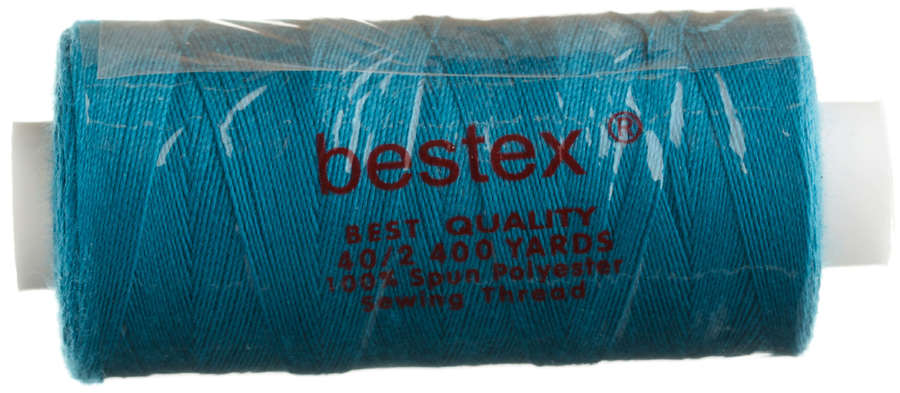 bestex ®
BEST QUALITY
40/2 400 YARDS
100% Spun Polyester
Sewing Thread